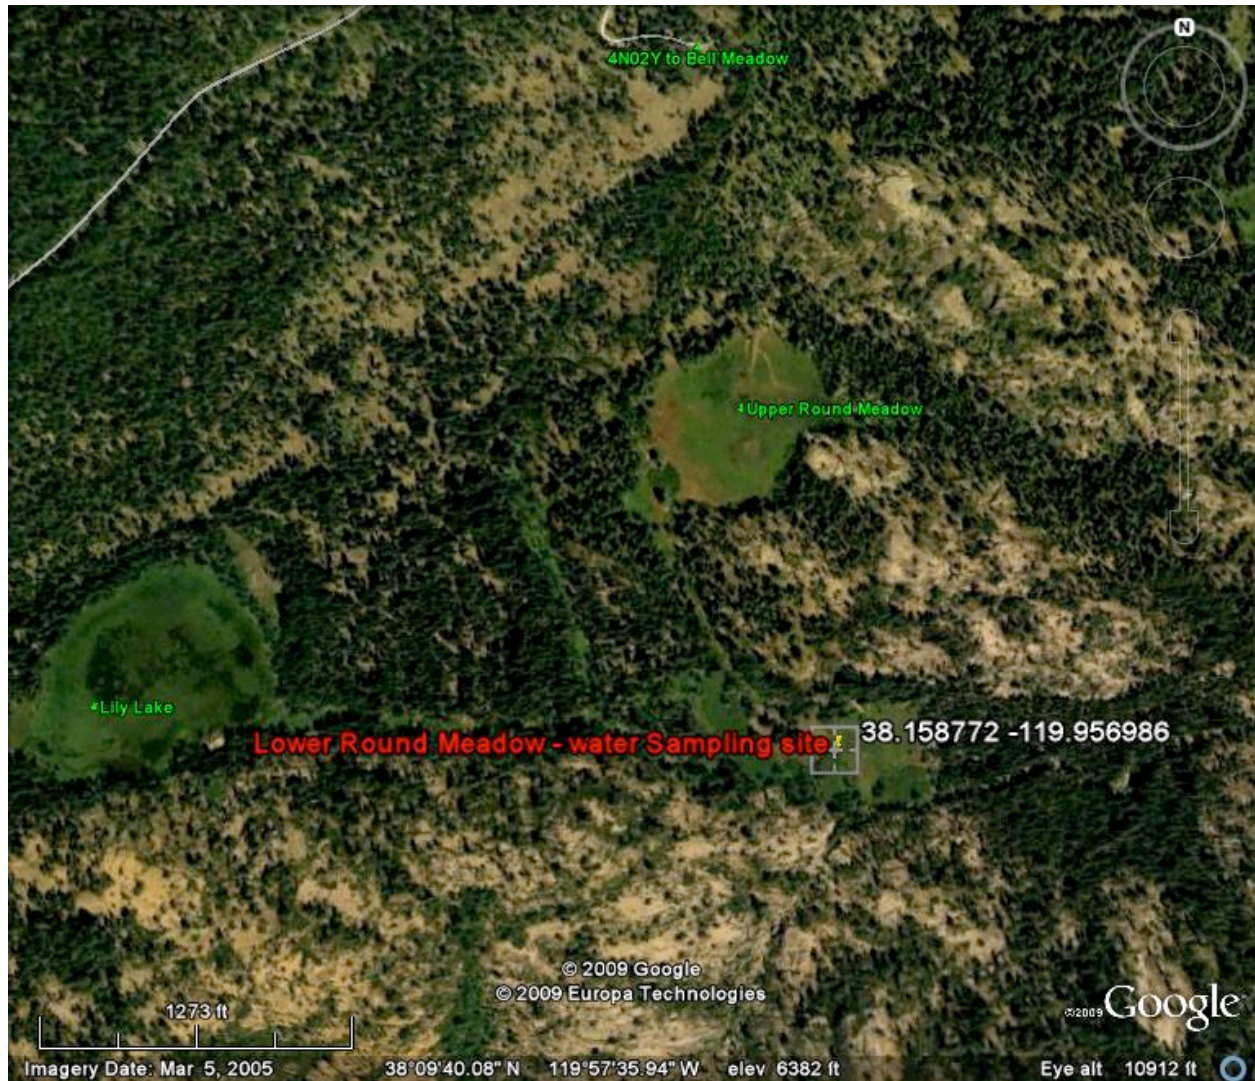 N
4N02Y to Bell Meadow
Upper Round Meadow
Lily Lake
Lower Round Meadow - water Sampling site
38.158772 -119.956986
© 2009 Google
© 2009 Europa Technologies
1273 ft
©2009 Google
Imagery Date: Mar 5, 2005 38°09'40.08" N 119°57'35.94" W elev 6382 ft Eye alt 10912 ft